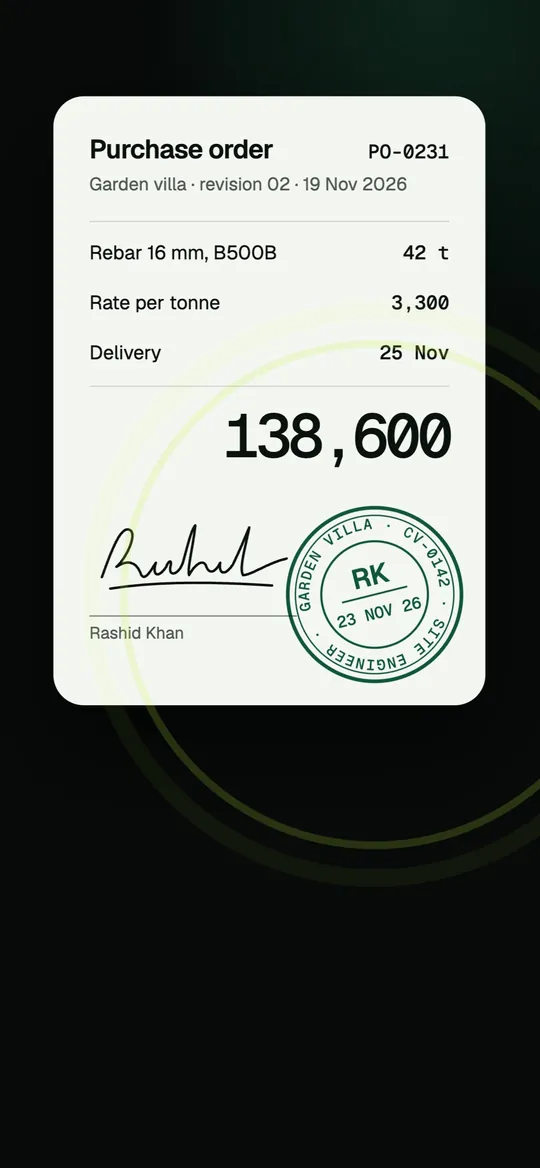 Purchase order PO-0231
Garden villa · revision 02 · 19 Nov 2026
Rebar 16 mm, B500B 42 t
Rate per tonne 3,300
Delivery 25 Nov
138,600
Rashid Khan
GARDEN VILLA · CV-0142 · SITE ENGINEER ·
RK
23 NOV 26